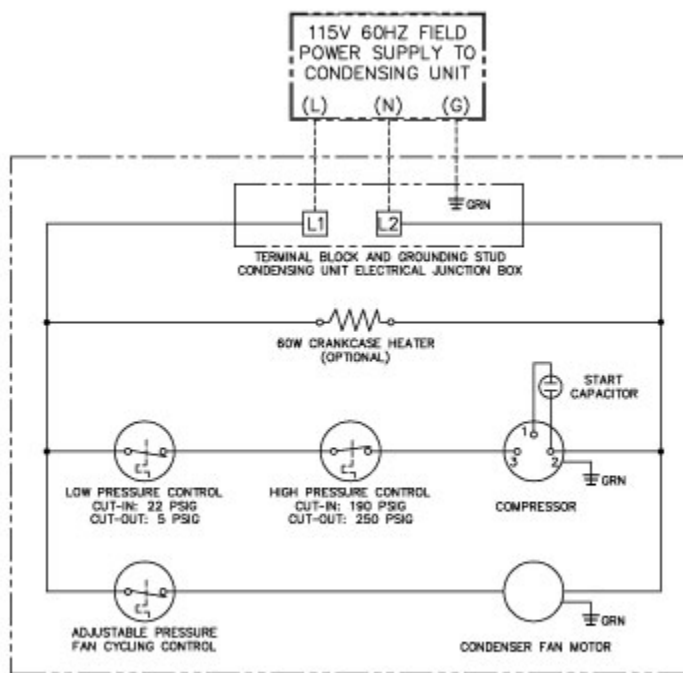 115V 60HZ FIELD
POWER SUPPLY TO
CONDENSING UNIT
(L) (N) (G)
GRN
L1 L2
TERMINAL BLOCK AND GROUNDING STUD
CONDENSING UNIT ELECTRICAL JUNCTION BOX
60W CRANKCASE HEATER
(OPTIONAL)
START
CAPACITOR
1
3 2
GRN
LOW PRESSURE CONTROL
CUT-IN: 22 PSIG
CUT-OUT: 5 PSIG
HIGH PRESSURE CONTROL
CUT-IN: 190 PSIG
CUT-OUT: 250 PSIG
COMPRESSOR
GRN
ADJUSTABLE PRESSURE
FAN CYCLING CONTROL
CONDENSER FAN MOTOR